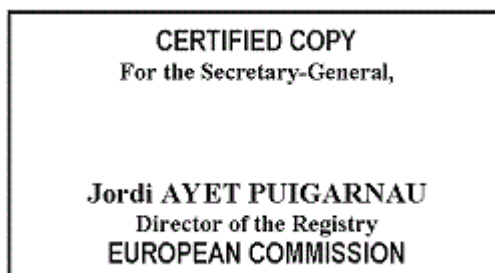 CERTIFIED COPY
For the Secretary-General,
Jordi AYET PUIGARNAU
Director of the Registry
EUROPEAN COMMISSION